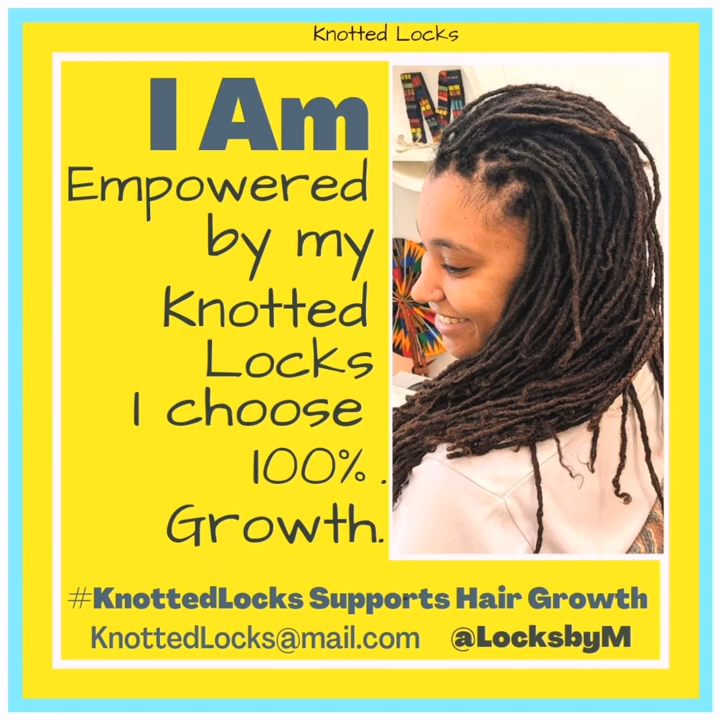 Knotted Locks
I Am
Empowered
by my
Knotted
Locks
I choose
100% .
Growth.
#KnottedLocks Supports Hair Growth
KnottedLocks@mail.com @LocksbyM